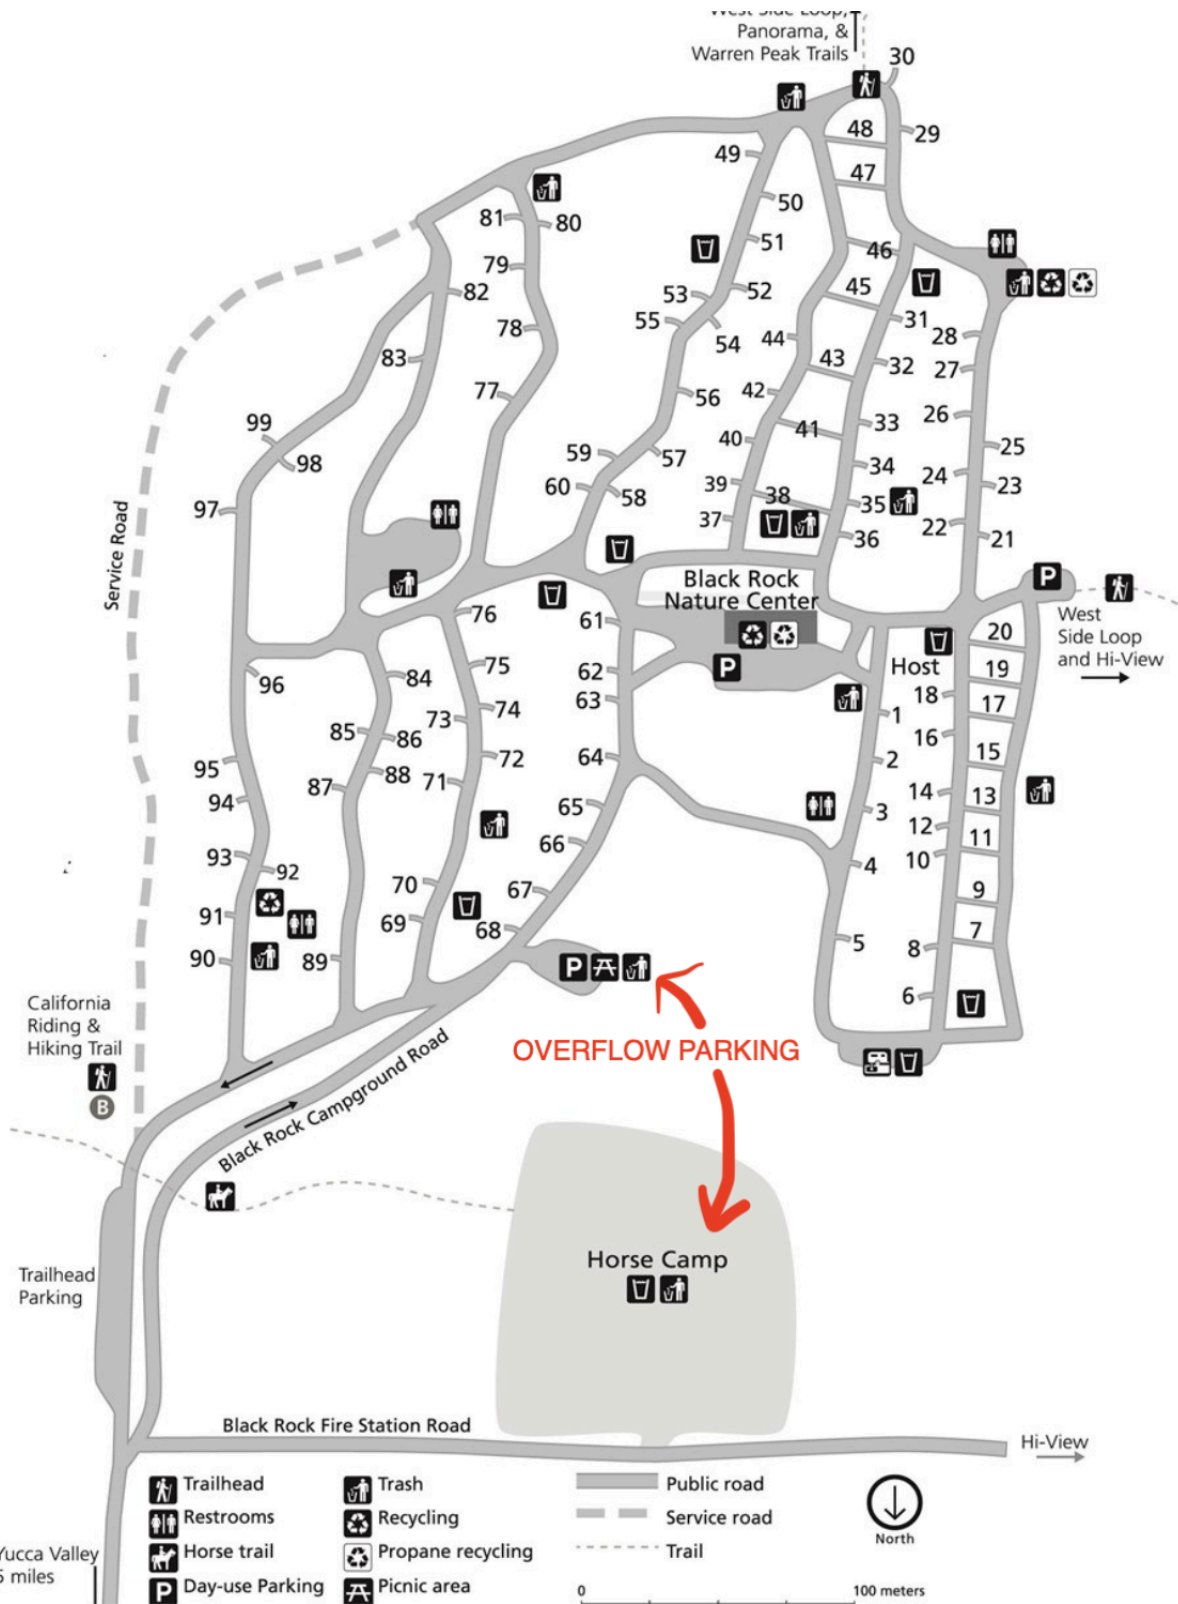 West Side Loop,
Panorama, &
Warren Peak Trails
30
48
29
49
47
50
81
80
51
46
79
82
53
52
45
55
31
78
54
44
28
83
43
32
27
77
42
56
99
26
33
40
41
98
59
57
25
34
24
60
58
39
38
23
97
35
37
22
36
21
Service Road
Black Rock
Nature Center
76
61
P
West
Side Loop
and Hi-View
20
75
62
P
Host
19
96
84
63
18
17
74
1
73
85
86
16
72
64
2
15
95
88
71
87
14
13
94
65
3
12
11
66
93
10
92
4
70
67
9
91
69
68
7
5
8
90
89
P
6
California
Riding &
Hiking Trail
B
OVERFLOW PARKING
Black Rock Campground Road
Horse Camp
Trailhead
Parking
Black Rock Fire Station Road
Hi-View
Trailhead
Trash
Public road
Restrooms
Recycling
Service road
North
Horse trail
Propane recycling
Trail
Yucca Valley
5 miles
P Day-use Parking
Picnic area
0
100 meters